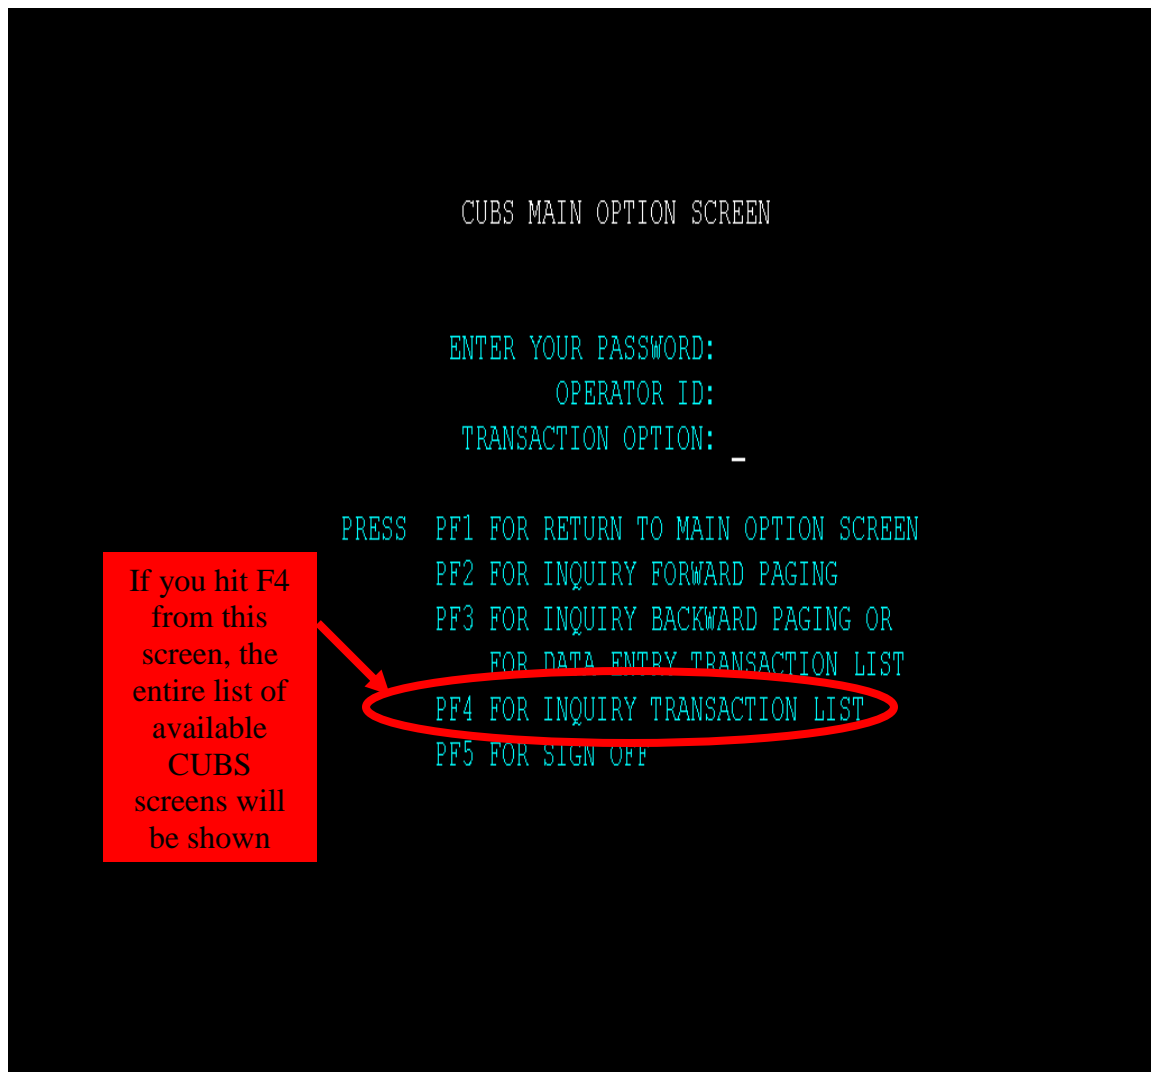 CUBS MAIN OPTION SCREEN
ENTER YOUR PASSWORD:
OPERATOR ID:
TRANSACTION OPTION: _
PRESS PF1 FOR RETURN TO MAIN OPTION SCREEN
PF2 FOR INQUIRY FORWARD PAGING
PF3 FOR INQUIRY BACKWARD PAGING OR
FOR DATA ENTRY TRANSACTION LIST
PF4 FOR INQUIRY TRANSACTION LIST
PF5 FOR SIGN OFF
If you hit F4
from this
screen, the
entire list of
available
CUBS
screens will
be shown